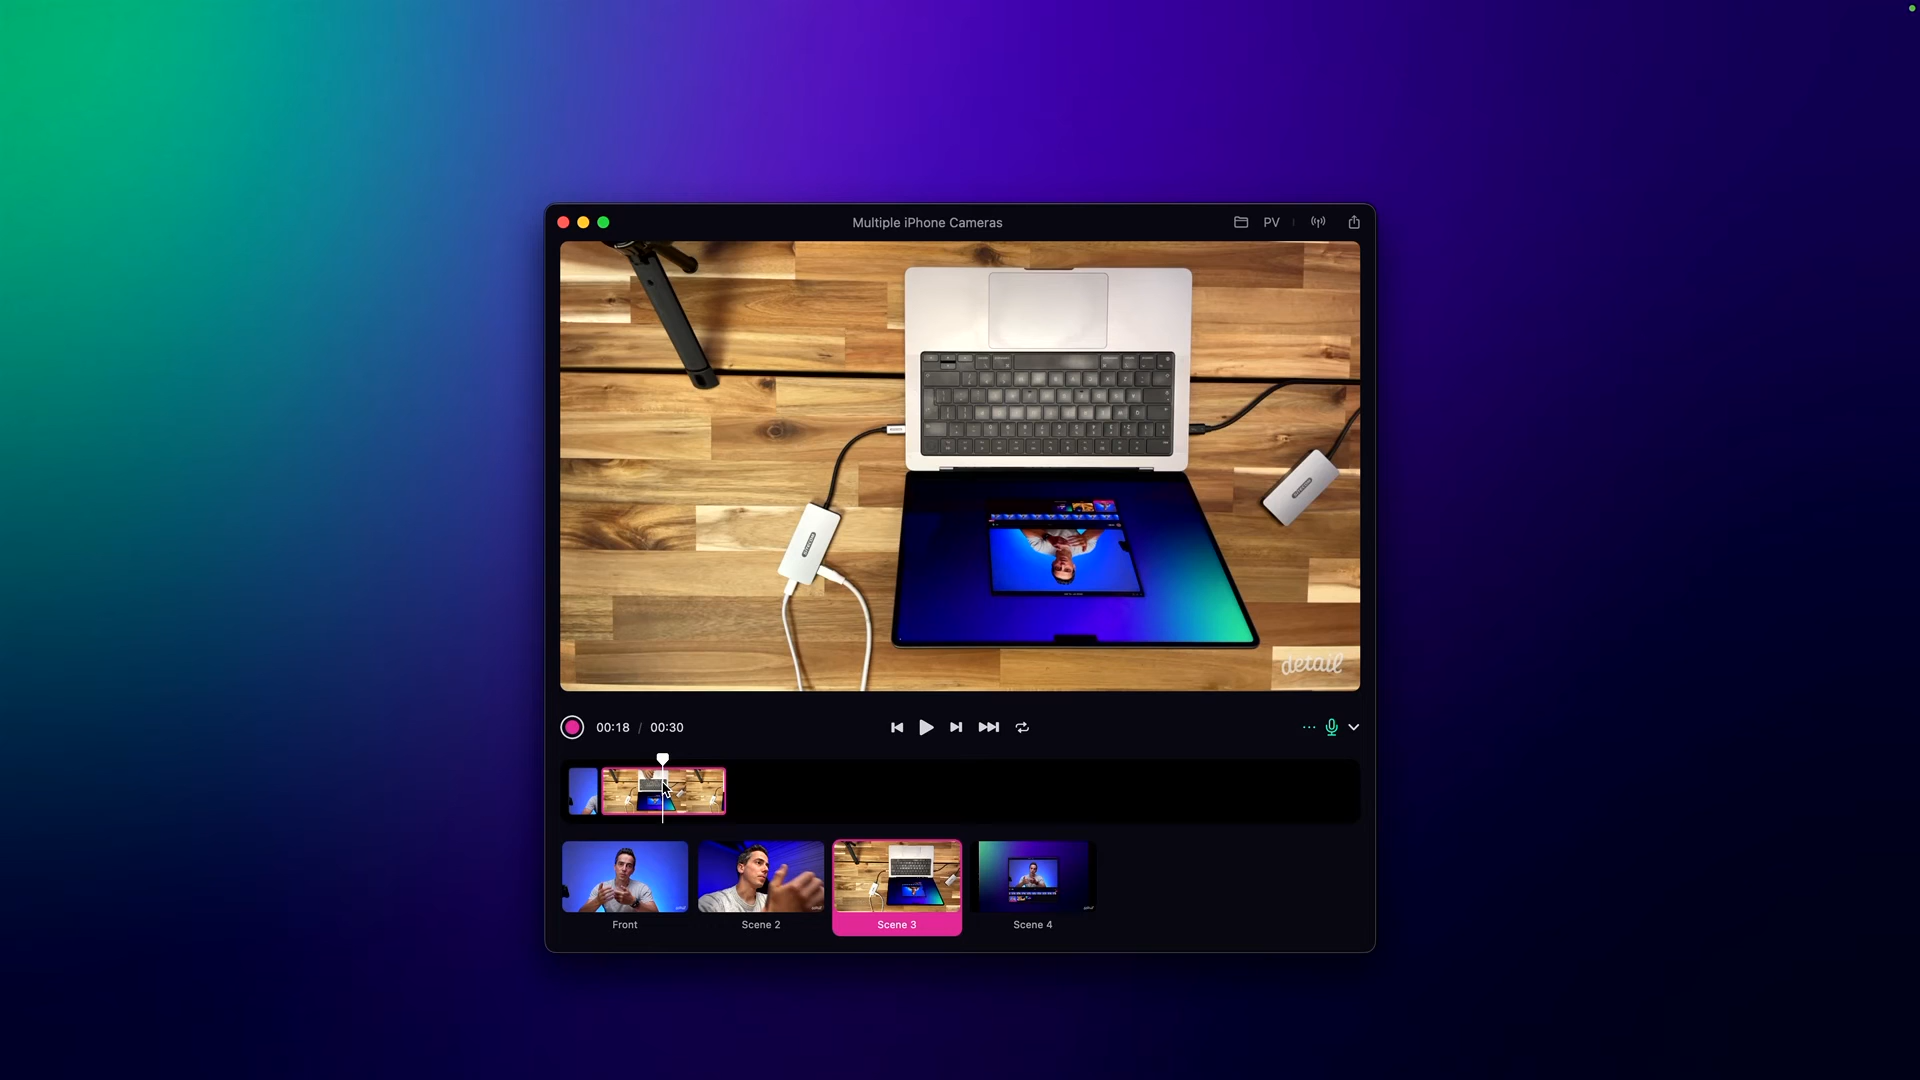 Multiple iPhone Cameras
PV
detail
00:18 / 00:30
Front
Scene 2
Scene 3
Scene 4